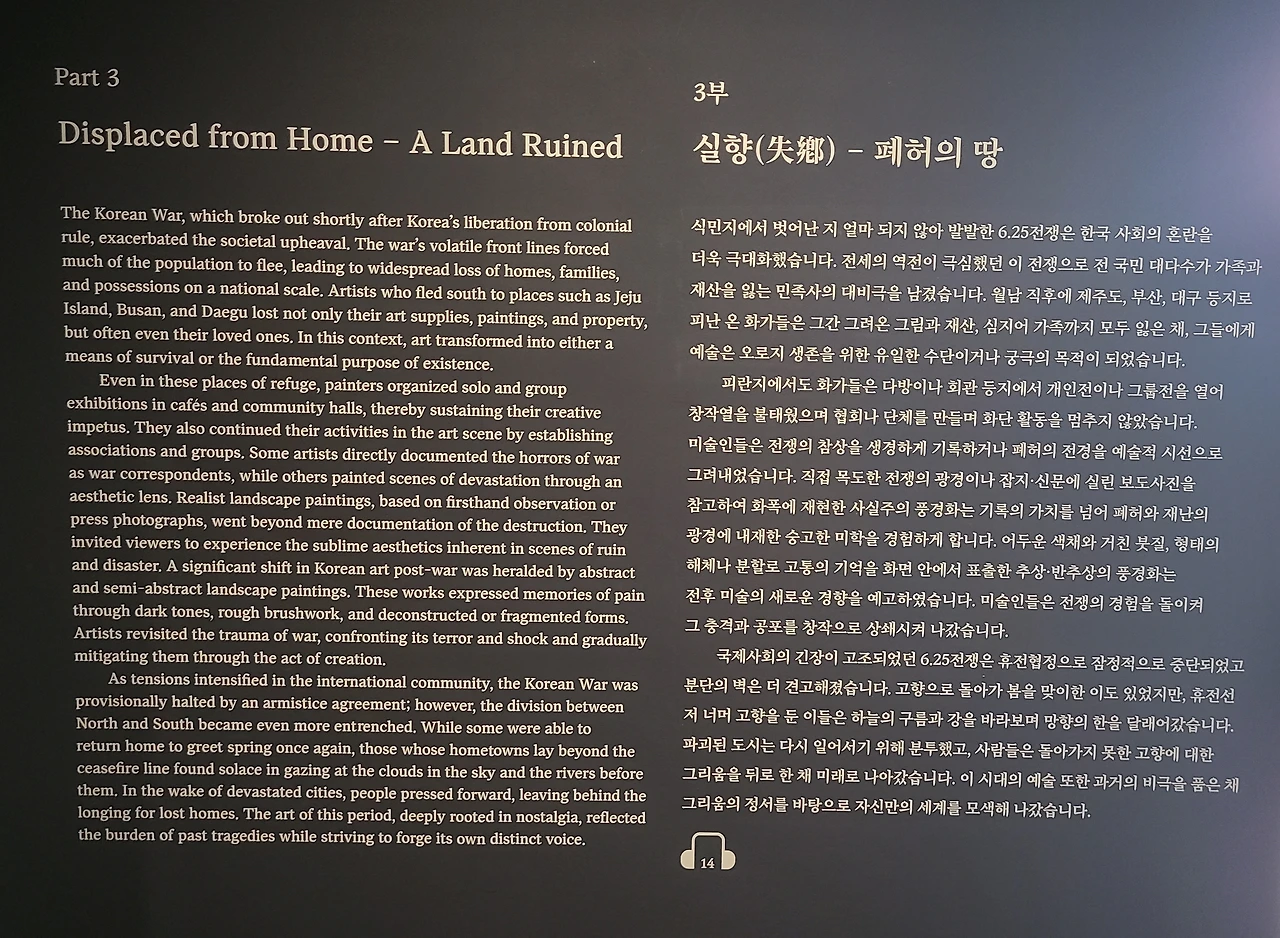 Part 3
Displaced from Home – A Land Ruined
The Korean War, which broke out shortly after Korea's liberation from colonial
rule, exacerbated the societal upheaval. The war's volatile front lines forced
much of the population to flee, leading to widespread loss of homes, families,
and possessions on a national scale. Artists who fled south to places such as Jeju
Island, Busan, and Daegu lost not only their art supplies, paintings, and property,
but often even their loved ones. In this context, art transformed into either a
means of survival or the fundamental purpose of existence.
Even in these places of refuge, painters organized solo and group
exhibitions in cafés and community halls, thereby sustaining their creative
impetus. They also continued their activities in the art scene by establishing
associations and groups. Some artists directly documented the horrors of war
as war correspondents, while others painted scenes of devastation through an
aesthetic lens. Realist landscape paintings, based on firsthand observation or
press photographs, went beyond mere documentation of the destruction. They
invited viewers to experience the sublime aesthetics inherent in scenes of ruin
and disaster. A significant shift in Korean art post-war was heralded by abstract
and semi-abstract landscape paintings. These works expressed memories of pain
through dark tones, rough brushwork, and deconstructed or fragmented forms.
Artists revisited the trauma of war, confronting its terror and shock and gradually
mitigating them through the act of creation.
As tensions intensified in the international community, the Korean War was
provisionally halted by an armistice agreement; however, the division between
North and South became even more entrenched. While some were able to
return home to greet spring once again, those whose hometowns lay beyond the
ceasefire line found solace in gazing at the clouds in the sky and the rivers before
them. In the wake of devastated cities, people pressed forward, leaving behind the
longing for lost homes. The art of this period, deeply rooted in nostalgia, reflected
the burden of past tragedies while striving to forge its own distinct voice.
3부
실향(失鄕) – 폐허의 땅
식민지에서 벗어난 지 얼마 되지 않아 발발한 6.25전쟁은 한국 사회의 혼란을
더욱 극대화했습니다. 전세의 역전이 극심했던 이 전쟁으로 전 국민 대다수가 가족과
재산을 잃는 민족사의 대비극을 남겼습니다. 월남 직후에 제주도, 부산, 대구 등지로
피난 온 화가들은 그간 그려온 그림과 재산, 심지어 가족까지 모두 잃은 채, 그들에게
예술은 오로지 생존을 위한 유일한 수단이거나 궁극의 목적이 되었습니다.
피란지에서도 화가들은 다방이나 회관 등지에서 개인전이나 그룹전을 열어
창작열을 불태웠으며 협회나 단체를 만들며 화단 활동을 멈추지 않았습니다.
미술인들은 전쟁의 참상을 생경하게 기록하거나 폐허의 전경을 예술적 시선으로
그려내었습니다. 직접 목도한 전쟁의 광경이나 잡지·신문에 실린 보도사진을
참고하여 화폭에 재현한 사실주의 풍경화는 기록의 가치를 넘어 폐허와 재난의
광경에 내재한 숭고한 미학을 경험하게 합니다. 어두운 색채와 거친 붓질, 형태의
해체나 분할로 고통의 기억을 화면 안에서 표출한 추상·반추상의 풍경화는
전후 미술의 새로운 경향을 예고하였습니다. 미술인들은 전쟁의 경험을 돌이켜
그 충격과 공포를 창작으로 상쇄시켜 나갔습니다.
국제사회의 긴장이 고조되었던 6.25전쟁은 휴전협정으로 잠정적으로 중단되었고
분단의 벽은 더 견고해졌습니다. 고향으로 돌아가 봄을 맞이한 이도 있었지만, 휴전선
저 너머 고향을 둔 이들은 하늘의 구름과 강을 바라보며 망향의 한을 달래어갔습니다.
파괴된 도시는 다시 일어서기 위해 분투했고, 사람들은 돌아가지 못한 고향에 대한
그리움을 뒤로 한 채 미래로 나아갔습니다. 이 시대의 예술 또한 과거의 비극을 품은 채
그리움의 정서를 바탕으로 자신만의 세계를 모색해 나갔습니다.
14